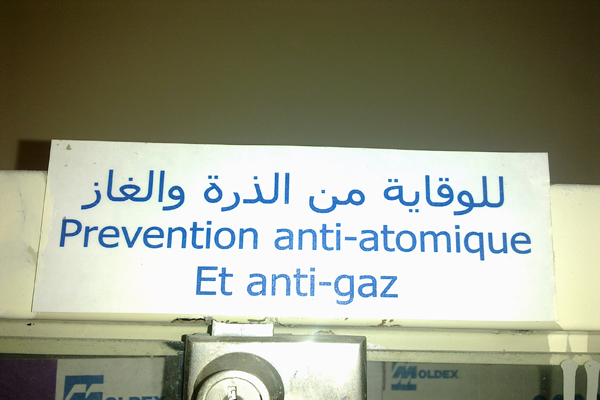 للوقاية من الذرة والغاز
Prevention anti-atomique
Et anti-gaz
MOLDEX